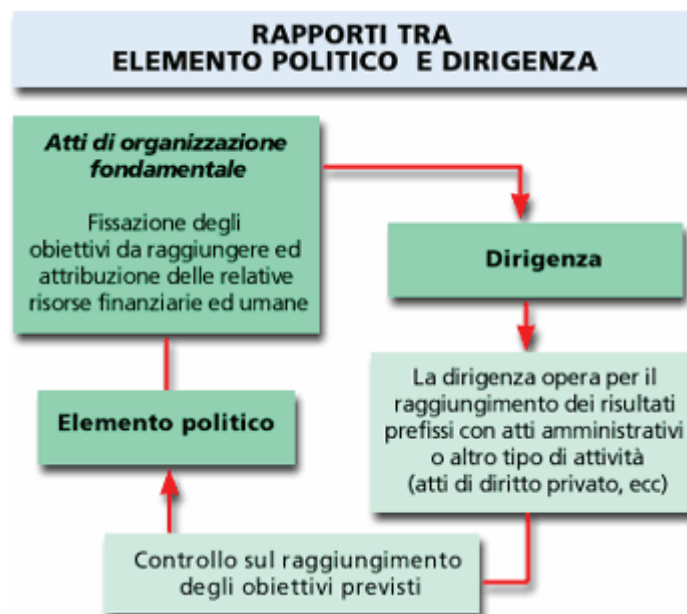 RAPPORTI TRA
ELEMENTO POLITICO E DIRIGENZA
Atti di organizzazione
fondamentale
Fissazione degli
obiettivi da raggiungere ed
attribuzione delle relative
risorse finanziarie ed umane
Dirigenza
La dirigenza opera per il
raggiungimento dei risultati
prefissi con atti amministrativi
o altro tipo di attività
(atti di diritto privato, ecc)
Elemento politico
Controllo sul raggiungimento
degli obiettivi previsti